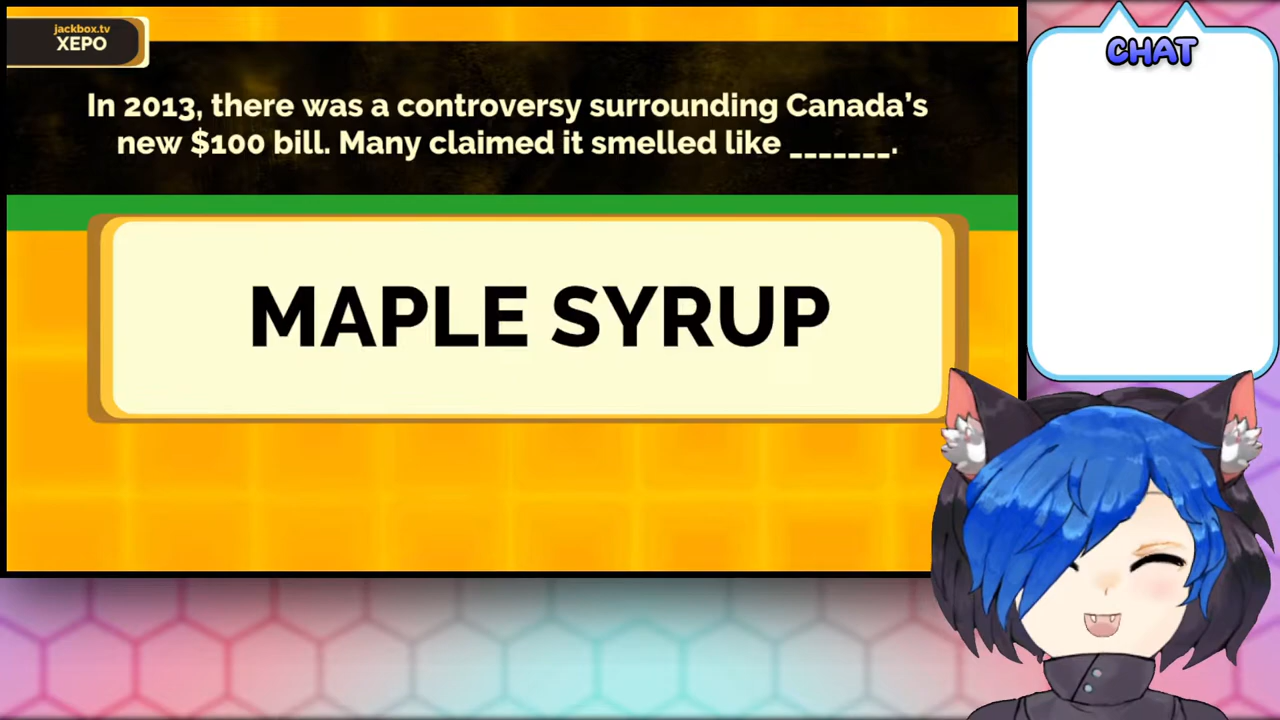 jackbox.tv
XEPO
CHAT
In 2013, there was a controversy surrounding Canada's
new $100 bill. Many claimed it smelled like _______.
MAPLE SYRUP